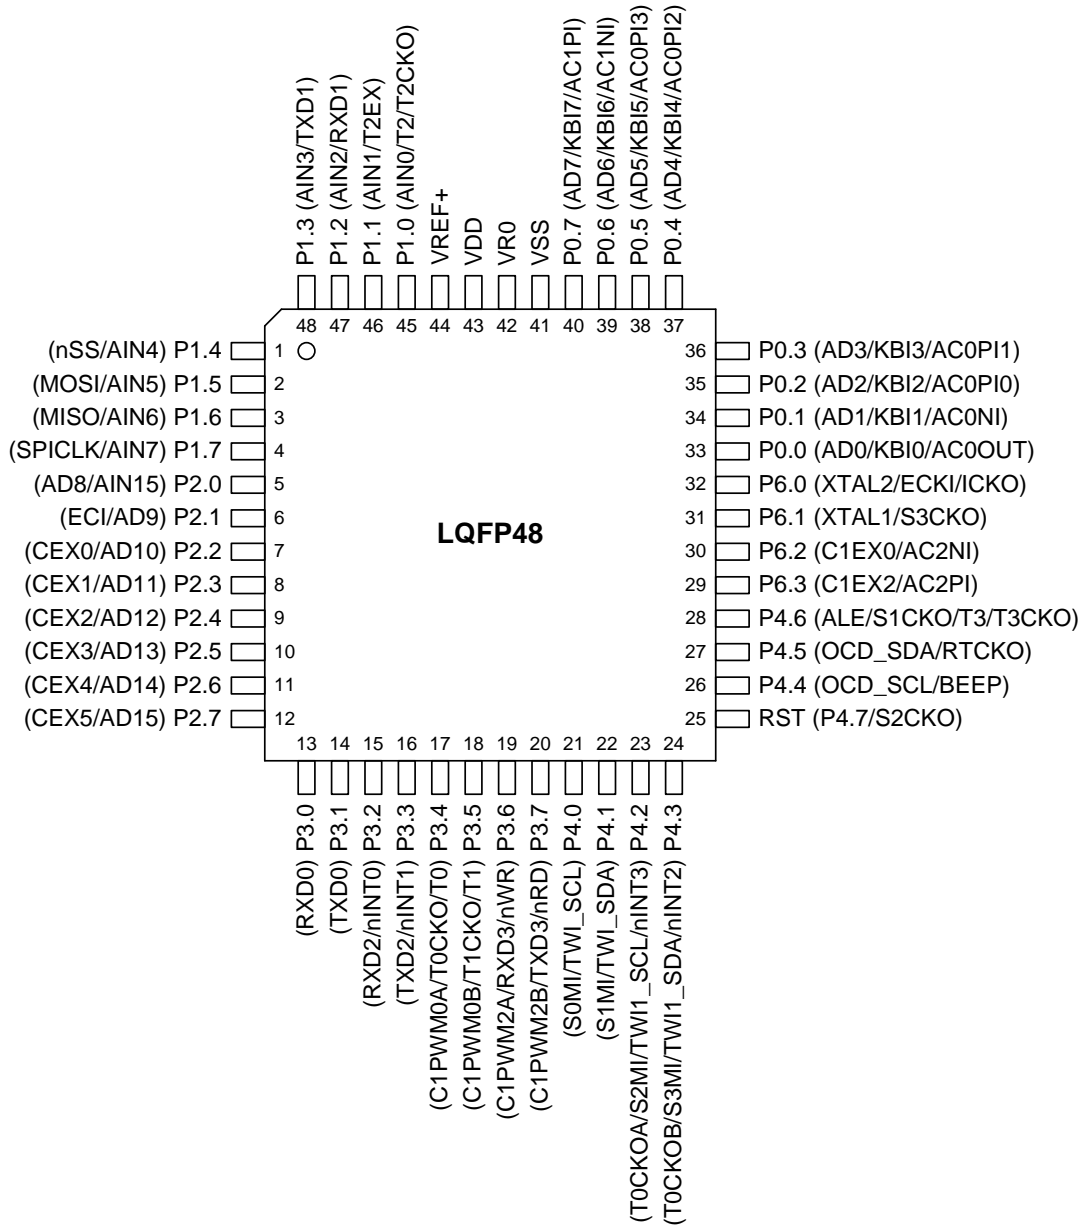 P1.3 (AIN3/TXD1)
P1.2 (AIN2/RXD1)
P1.1 (AIN1/T2EX)
P1.0 (AIN0/T2/T2CKO)
VREF+
VDD
VR0
VSS
P0.7 (AD7/KBI7/AC1PI)
P0.6 (AD6/KBI6/AC1NI)
P0.5 (AD5/KBI5/AC0PI3)
P0.4 (AD4/KBI4/AC0PI2)
48 47 46 45 44 43 42 41 40 39 38 37
(nSS/AIN4) P1.4 1
(MOSI/AIN5) P1.5 2
(MISO/AIN6) P1.6 3
(SPICLK/AIN7) P1.7 4
(AD8/AIN15) P2.0 5
(ECI/AD9) P2.1 6
(CEX0/AD10) P2.2 7
(CEX1/AD11) P2.3 8
(CEX2/AD12) P2.4 9
(CEX3/AD13) P2.5 10
(CEX4/AD14) P2.6 11
(CEX5/AD15) P2.7 12
LQFP48
36 P0.3 (AD3/KBI3/AC0PI1)
35 P0.2 (AD2/KBI2/AC0PI0)
34 P0.1 (AD1/KBI1/AC0NI)
33 P0.0 (AD0/KBI0/AC0OUT)
32 P6.0 (XTAL2/ECKI/ICKO)
31 P6.1 (XTAL1/S3CKO)
30 P6.2 (C1EX0/AC2NI)
29 P6.3 (C1EX2/AC2PI)
28 P4.6 (ALE/S1CKO/T3/T3CKO)
27 P4.5 (OCD_SDA/RTCKO)
26 P4.4 (OCD_SCL/BEEP)
25 RST (P4.7/S2CKO)
13 14 15 16 17 18 19 20 21 22 23 24
(RXD0) P3.0
(TXD0) P3.1
(RXD2/nINT0) P3.2
(TXD2/nINT1) P3.3
(C1PWM0A/T0CKO/T0) P3.4
(C1PWM0B/T1CKO/T1) P3.5
(C1PWM2A/RXD3/nWR) P3.6
(C1PWM2B/TXD3/nRD) P3.7
(S0MI/TWI_SCL) P4.0
(S1MI/TWI_SDA) P4.1
(T0CKOA/S2MI/TWI1_SCL/nINT3) P4.2
(T0CKOB/S3MI/TWI1_SDA/nINT2) P4.3